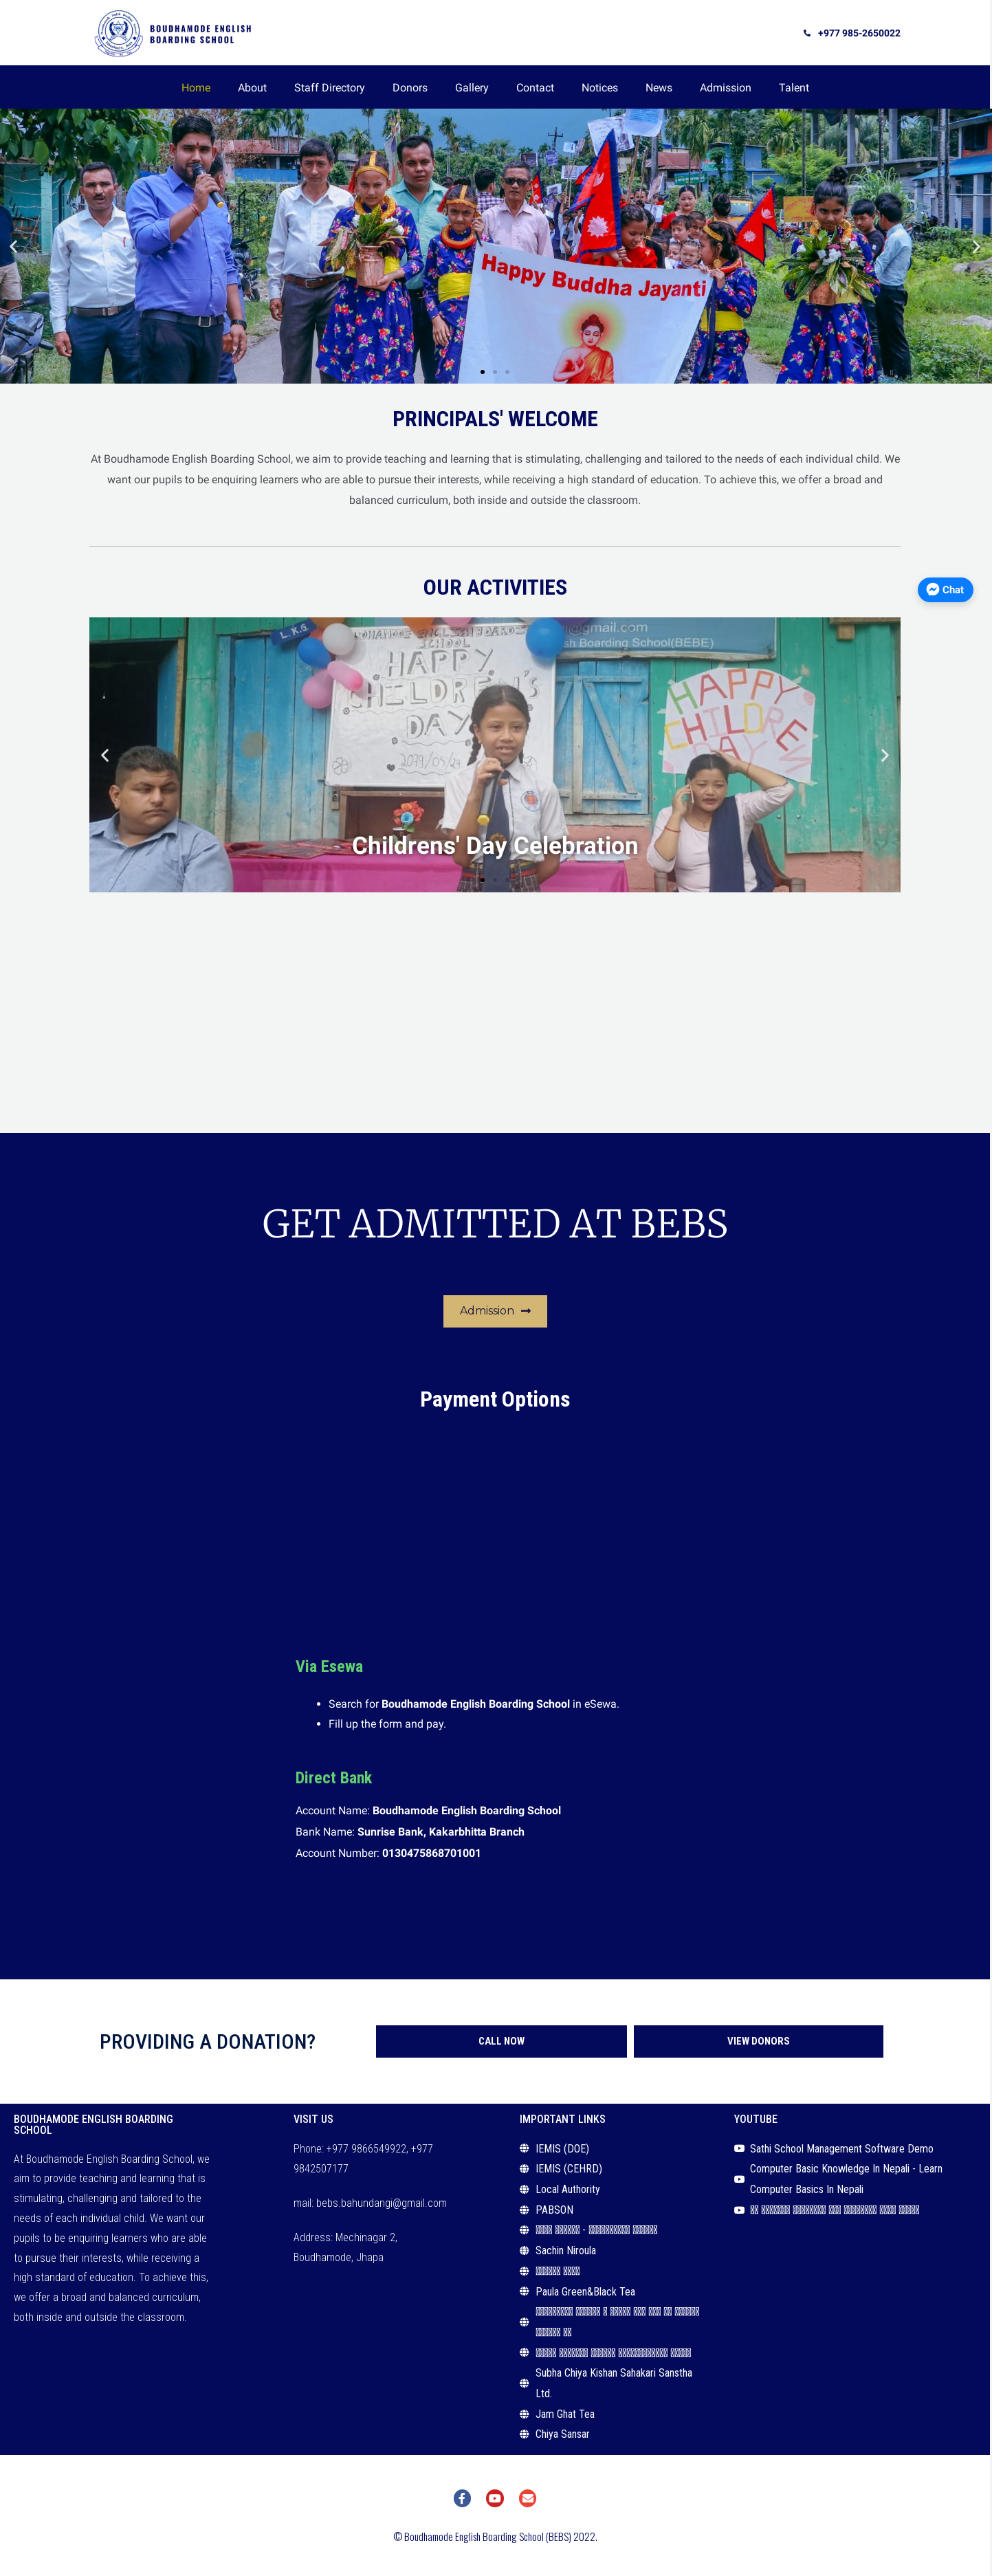 BOUDHAMODE ENGLISH
BOARDING SCHOOL
+977 985-2650022
Home About Staff Directory Donors Gallery Contact Notices News Admission Talent
Happy Buddha Jayanti
PRINCIPALS' WELCOME
At Boudhamode English Boarding School, we aim to provide teaching and learning that is stimulating, challenging and tailored to the needs of each individual child. We
want our pupils to be enquiring learners who are able to pursue their interests, while receiving a high standard of education. To achieve this, we offer a broad and
balanced curriculum, both inside and outside the classroom.
OUR ACTIVITIES
Chat
L.K.G.
@gmail.com
English Boarding School(BEBE)
HAPPY
CHILDREN'S
DAY
2079/05/29
HAPPY
CHILDREN
DAY
Childrens' Day Celebration
GET ADMITTED AT BEBS
Admission
Payment Options
Via Esewa
Search for Boudhamode English Boarding School in eSewa.
Fill up the form and pay.
Direct Bank
Account Name: Boudhamode English Boarding School
Bank Name: Sunrise Bank, Kakarbhitta Branch
Account Number: 0130475868701001
PROVIDING A DONATION?
CALL NOW
VIEW DONORS
BOUDHAMODE ENGLISH BOARDING
SCHOOL
At Boudhamode English Boarding School, we
aim to provide teaching and learning that is
stimulating, challenging and tailored to the
needs of each individual child. We want our
pupils to be enquiring learners who are able
to pursue their interests, while receiving a
high standard of education. To achieve this,
we offer a broad and balanced curriculum,
both inside and outside the classroom.
VISIT US
Phone: +977 9866549922, +977
9842507177
mail: bebs.bahundangi@gmail.com
Address: Mechinagar 2,
Boudhamode, Jhapa
IMPORTANT LINKS
IEMIS (DOE)
IEMIS (CEHRD)
Local Authority
PABSON
Sachin Niroula
Paula Green&Black Tea
Subha Chiya Kishan Sahakari Sanstha
Ltd.
Jam Ghat Tea
Chiya Sansar
YOUTUBE
Sathi School Management Software Demo
Computer Basic Knowledge In Nepali - Learn
Computer Basics In Nepali
© Boudhamode English Boarding School (BEBS) 2022.